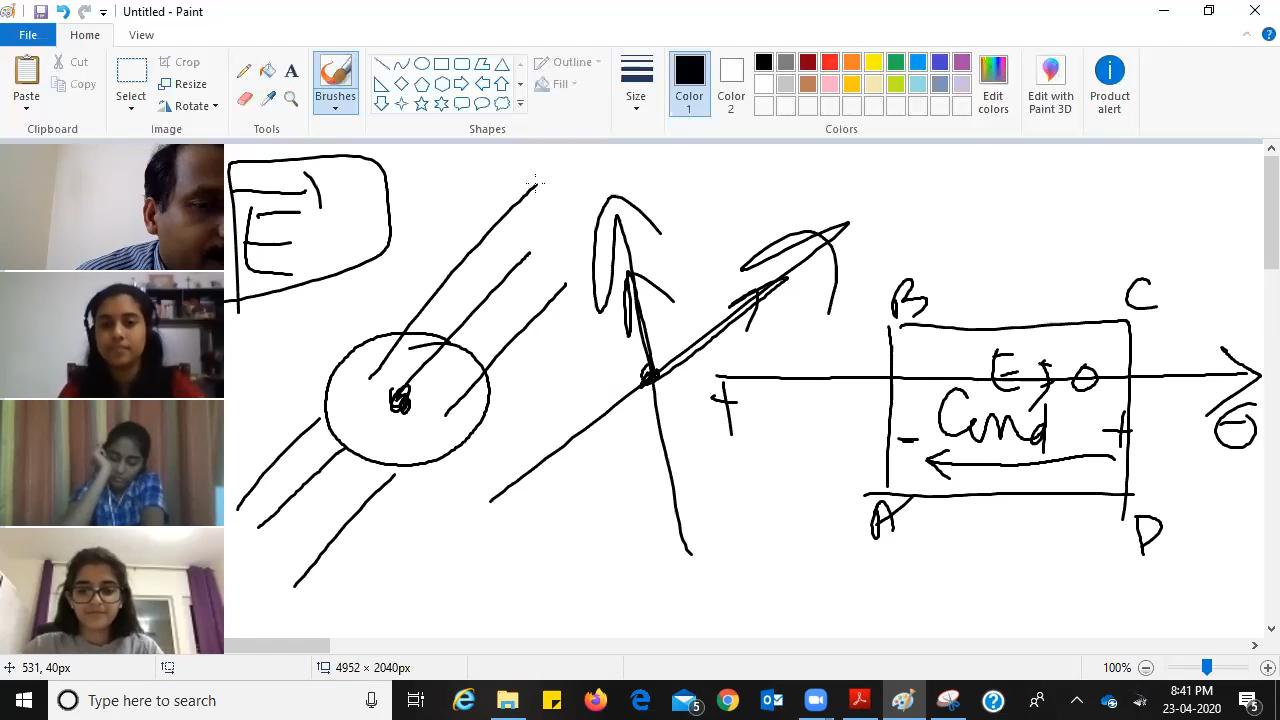 Untitled - Paint
File
Home
View
Paste
Cut
Copy
Clipboard
Select
Crop
Resize
Rotate
Image
Tools
Brushes
Shapes
Outline
Fill
Size
Color 1
Color 2
Edit colors
Edit with Paint 3D
Product alert
Colors
E
B
C
E, 0
+
- Cond +
A
D
531, 40px
4952 × 2040px
100%
Type here to search
5
8:41 PM
23-04-2020
5